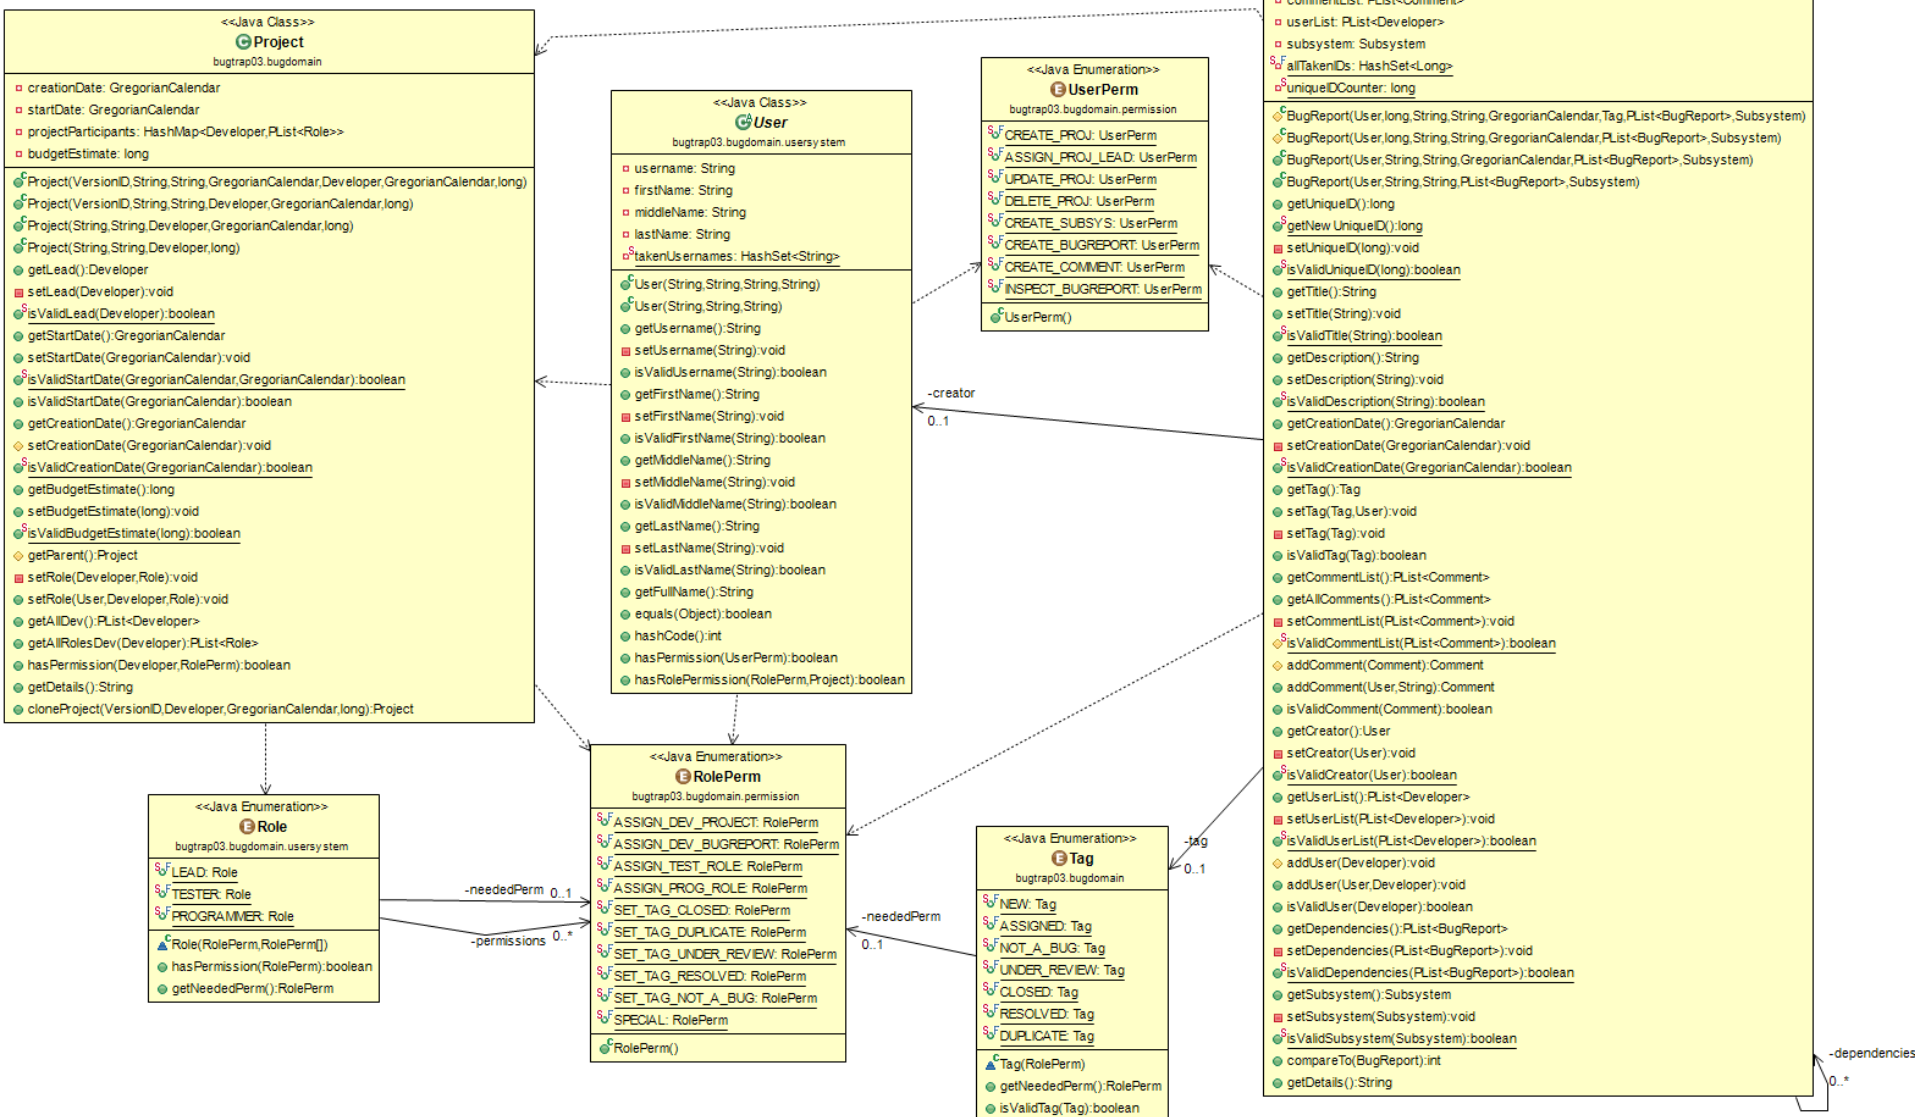 <<Java Class>>
Project
bugtrap03.bugdomain
creationDate: GregorianCalendar
startDate: GregorianCalendar
projectParticipants: HashMap<Developer,PList<Role>>
budgetEstimate: long
Project(VersionID,String,String,GregorianCalendar,Developer,GregorianCalendar,long)
Project(VersionID,String,String,Developer,GregorianCalendar,long)
Project(String,String,Developer,GregorianCalendar,long)
Project(String,String,Developer,long)
getLead():Developer
setLead(Developer):void
isValidLead(Developer):boolean
getStartDate():GregorianCalendar
setStartDate(GregorianCalendar):void
isValidStartDate(GregorianCalendar,GregorianCalendar):boolean
isValidStartDate(GregorianCalendar):boolean
getCreationDate():GregorianCalendar
setCreationDate(GregorianCalendar):void
isValidCreationDate(GregorianCalendar):boolean
getBudgetEstimate():long
setBudgetEstimate(long):void
isValidBudgetEstimate(long):boolean
getParent():Project
setRole(Developer,Role):void
setRole(User,Developer,Role):void
getAllDev():PList<Developer>
getAllRolesDev(Developer):PList<Role>
hasPermission(Developer,RolePerm):boolean
getDetails():String
cloneProject(VersionID,Developer,GregorianCalendar,long):Project
<<Java Class>>
User
bugtrap03.bugdomain.usersystem
username: String
firstName: String
middleName: String
lastName: String
takenUsernames: HashSet<String>
User(String,String,String,String)
User(String,String,String)
getUsername():String
setUsername(String):void
isValidUsername(String):boolean
getFirstName():String
setFirstName(String):void
isValidFirstName(String):boolean
getMiddleName():String
setMiddleName(String):void
isValidMiddleName(String):boolean
getLastName():String
setLastName(String):void
isValidLastName(String):boolean
getFullName():String
equals(Object):boolean
hashCode():int
hasPermission(UserPerm):boolean
hasRolePermission(RolePerm,Project):boolean
<<Java Enumeration>>
UserPerm
bugtrap03.bugdomain.permission
CREATE_PROJ: UserPerm
ASSIGN_PROJ_LEAD: UserPerm
UPDATE_PROJ: UserPerm
DELETE_PROJ: UserPerm
CREATE_SUBSYS: UserPerm
CREATE_BUGREPORT: UserPerm
CREATE_COMMENT: UserPerm
INSPECT_BUGREPORT: UserPerm
UserPerm()
-creator
0..1
commentList: PList<Comment>
userList: PList<Developer>
subsystem: Subsystem
allTakenIDs: HashSet<Long>
uniqueIDCounter: long
BugReport(User,long,String,String,GregorianCalendar,Tag,PList<BugReport>,Subsystem)
BugReport(User,long,String,String,GregorianCalendar,PList<BugReport>,Subsystem)
BugReport(User,String,String,GregorianCalendar,PList<BugReport>,Subsystem)
BugReport(User,String,String,PList<BugReport>,Subsystem)
getUniqueID():long
getNewUniqueID():long
setUniqueID(long):void
isValidUniqueID(long):boolean
getTitle():String
setTitle(String):void
isValidTitle(String):boolean
getDescription():String
setDescription(String):void
isValidDescription(String):boolean
getCreationDate():GregorianCalendar
setCreationDate(GregorianCalendar):void
isValidCreationDate(GregorianCalendar):boolean
getTag():Tag
setTag(Tag,User):void
setTag(Tag):void
isValidTag(Tag):boolean
getCommentList():PList<Comment>
getAllComments():PList<Comment>
setCommentList(PList<Comment>):void
isValidCommentList(PList<Comment>):boolean
addComment(Comment):Comment
addComment(User,String):Comment
isValidComment(Comment):boolean
getCreator():User
setCreator(User):void
isValidCreator(User):boolean
getUserList():PList<Developer>
setUserList(PList<Developer>):void
isValidUserList(PList<Developer>):boolean
addUser(Developer):void
addUser(User,Developer):void
isValidUser(Developer):boolean
getDependencies():PList<BugReport>
setDependencies(PList<BugReport>):void
isValidDependencies(PList<BugReport>):boolean
getSubsystem():Subsystem
setSubsystem(Subsystem):void
isValidSubsystem(Subsystem):boolean
compareTo(BugReport):int
getDetails():String
-dependencies
0..*
<<Java Enumeration>>
Role
bugtrap03.bugdomain.usersystem
LEAD: Role
TESTER: Role
PROGRAMMER: Role
Role(RolePerm,RolePerm[])
hasPermission(RolePerm):boolean
getNeededPerm():RolePerm
-neededPerm
0..1
-permissions
0..*
<<Java Enumeration>>
RolePerm
bugtrap03.bugdomain.permission
ASSIGN_DEV_PROJECT: RolePerm
ASSIGN_DEV_BUGREPORT: RolePerm
ASSIGN_TEST_ROLE: RolePerm
ASSIGN_PROG_ROLE: RolePerm
SET_TAG_CLOSED: RolePerm
SET_TAG_DUPLICATE: RolePerm
SET_TAG_UNDER_REVIEW: RolePerm
SET_TAG_RESOLVED: RolePerm
SET_TAG_NOT_A_BUG: RolePerm
SPECIAL: RolePerm
RolePerm()
-neededPerm
0..1
<<Java Enumeration>>
Tag
bugtrap03.bugdomain
NEW: Tag
ASSIGNED: Tag
NOT_A_BUG: Tag
UNDER_REVIEW: Tag
CLOSED: Tag
RESOLVED: Tag
DUPLICATE: Tag
Tag(RolePerm)
getNeededPerm():RolePerm
isValidTag(Tag):boolean
-tag
0..1